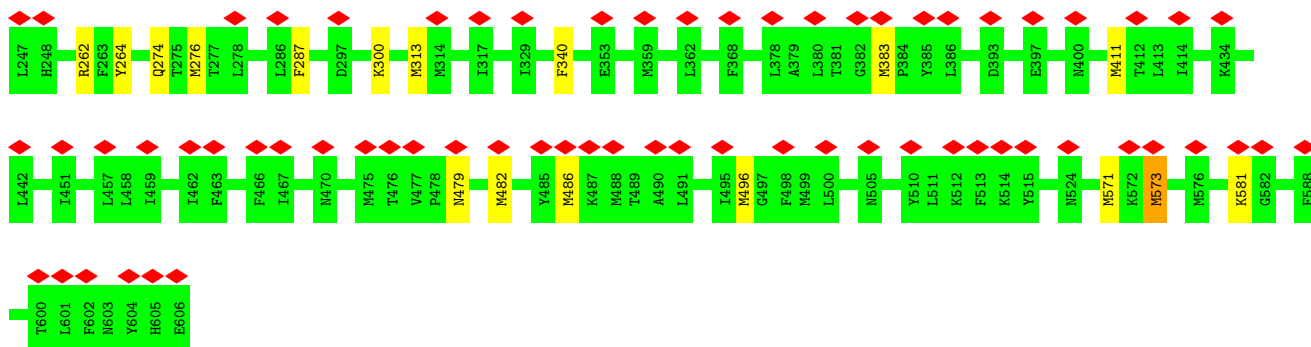 L247 H248 R262 F263 Y264 Q274 T275 M276 T277 L278 L286 F287 D297 K300 M313 M314 I317 I329 F340 E353 M359 L362 F368 L378 A379 L380 T381 G382 M383 P384 Y385 L386 D393 E397 N400 M411 T412 L413 I414 K434
L442 I451 L457 L458 I459 I462 F463 F466 I467 N470 M475 T476 V477 P478 N479 M482 Y485 M486 K487 M488 T489 A490 L491 I495 M496 G497 F498 M499 L500 N505 Y510 L511 K512 F513 K514 Y515 N524 M571 K572 M573 M576 K581 G582 F588
T600 L601 F602 N603 Y604 H605 E606